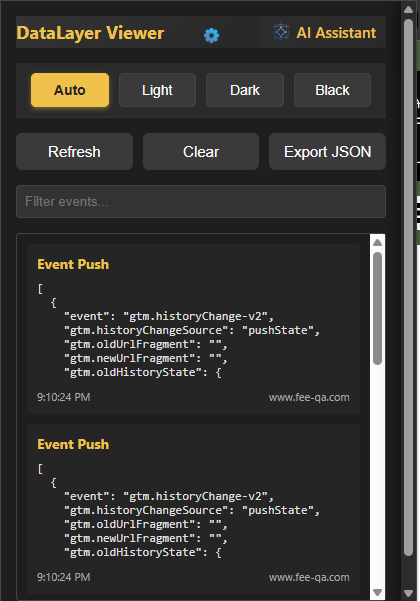 DataLayer Viewer
AI Assistant
Auto Light Dark Black
Refresh Clear Export JSON
Filter events...
Event Push
[
  {
    "event": "gtm.historyChange-v2",
    "gtm.historyChangeSource": "pushState",
    "gtm.oldUrlFragment": "",
    "gtm.newUrlFragment": "",
    "gtm.oldHistoryState": {
9:10:24 PM www.fee-qa.com
Event Push
[
  {
    "event": "gtm.historyChange-v2",
    "gtm.historyChangeSource": "pushState",
    "gtm.oldUrlFragment": "",
    "gtm.newUrlFragment": "",
    "gtm.oldHistoryState": {
9:10:24 PM www.fee-qa.com